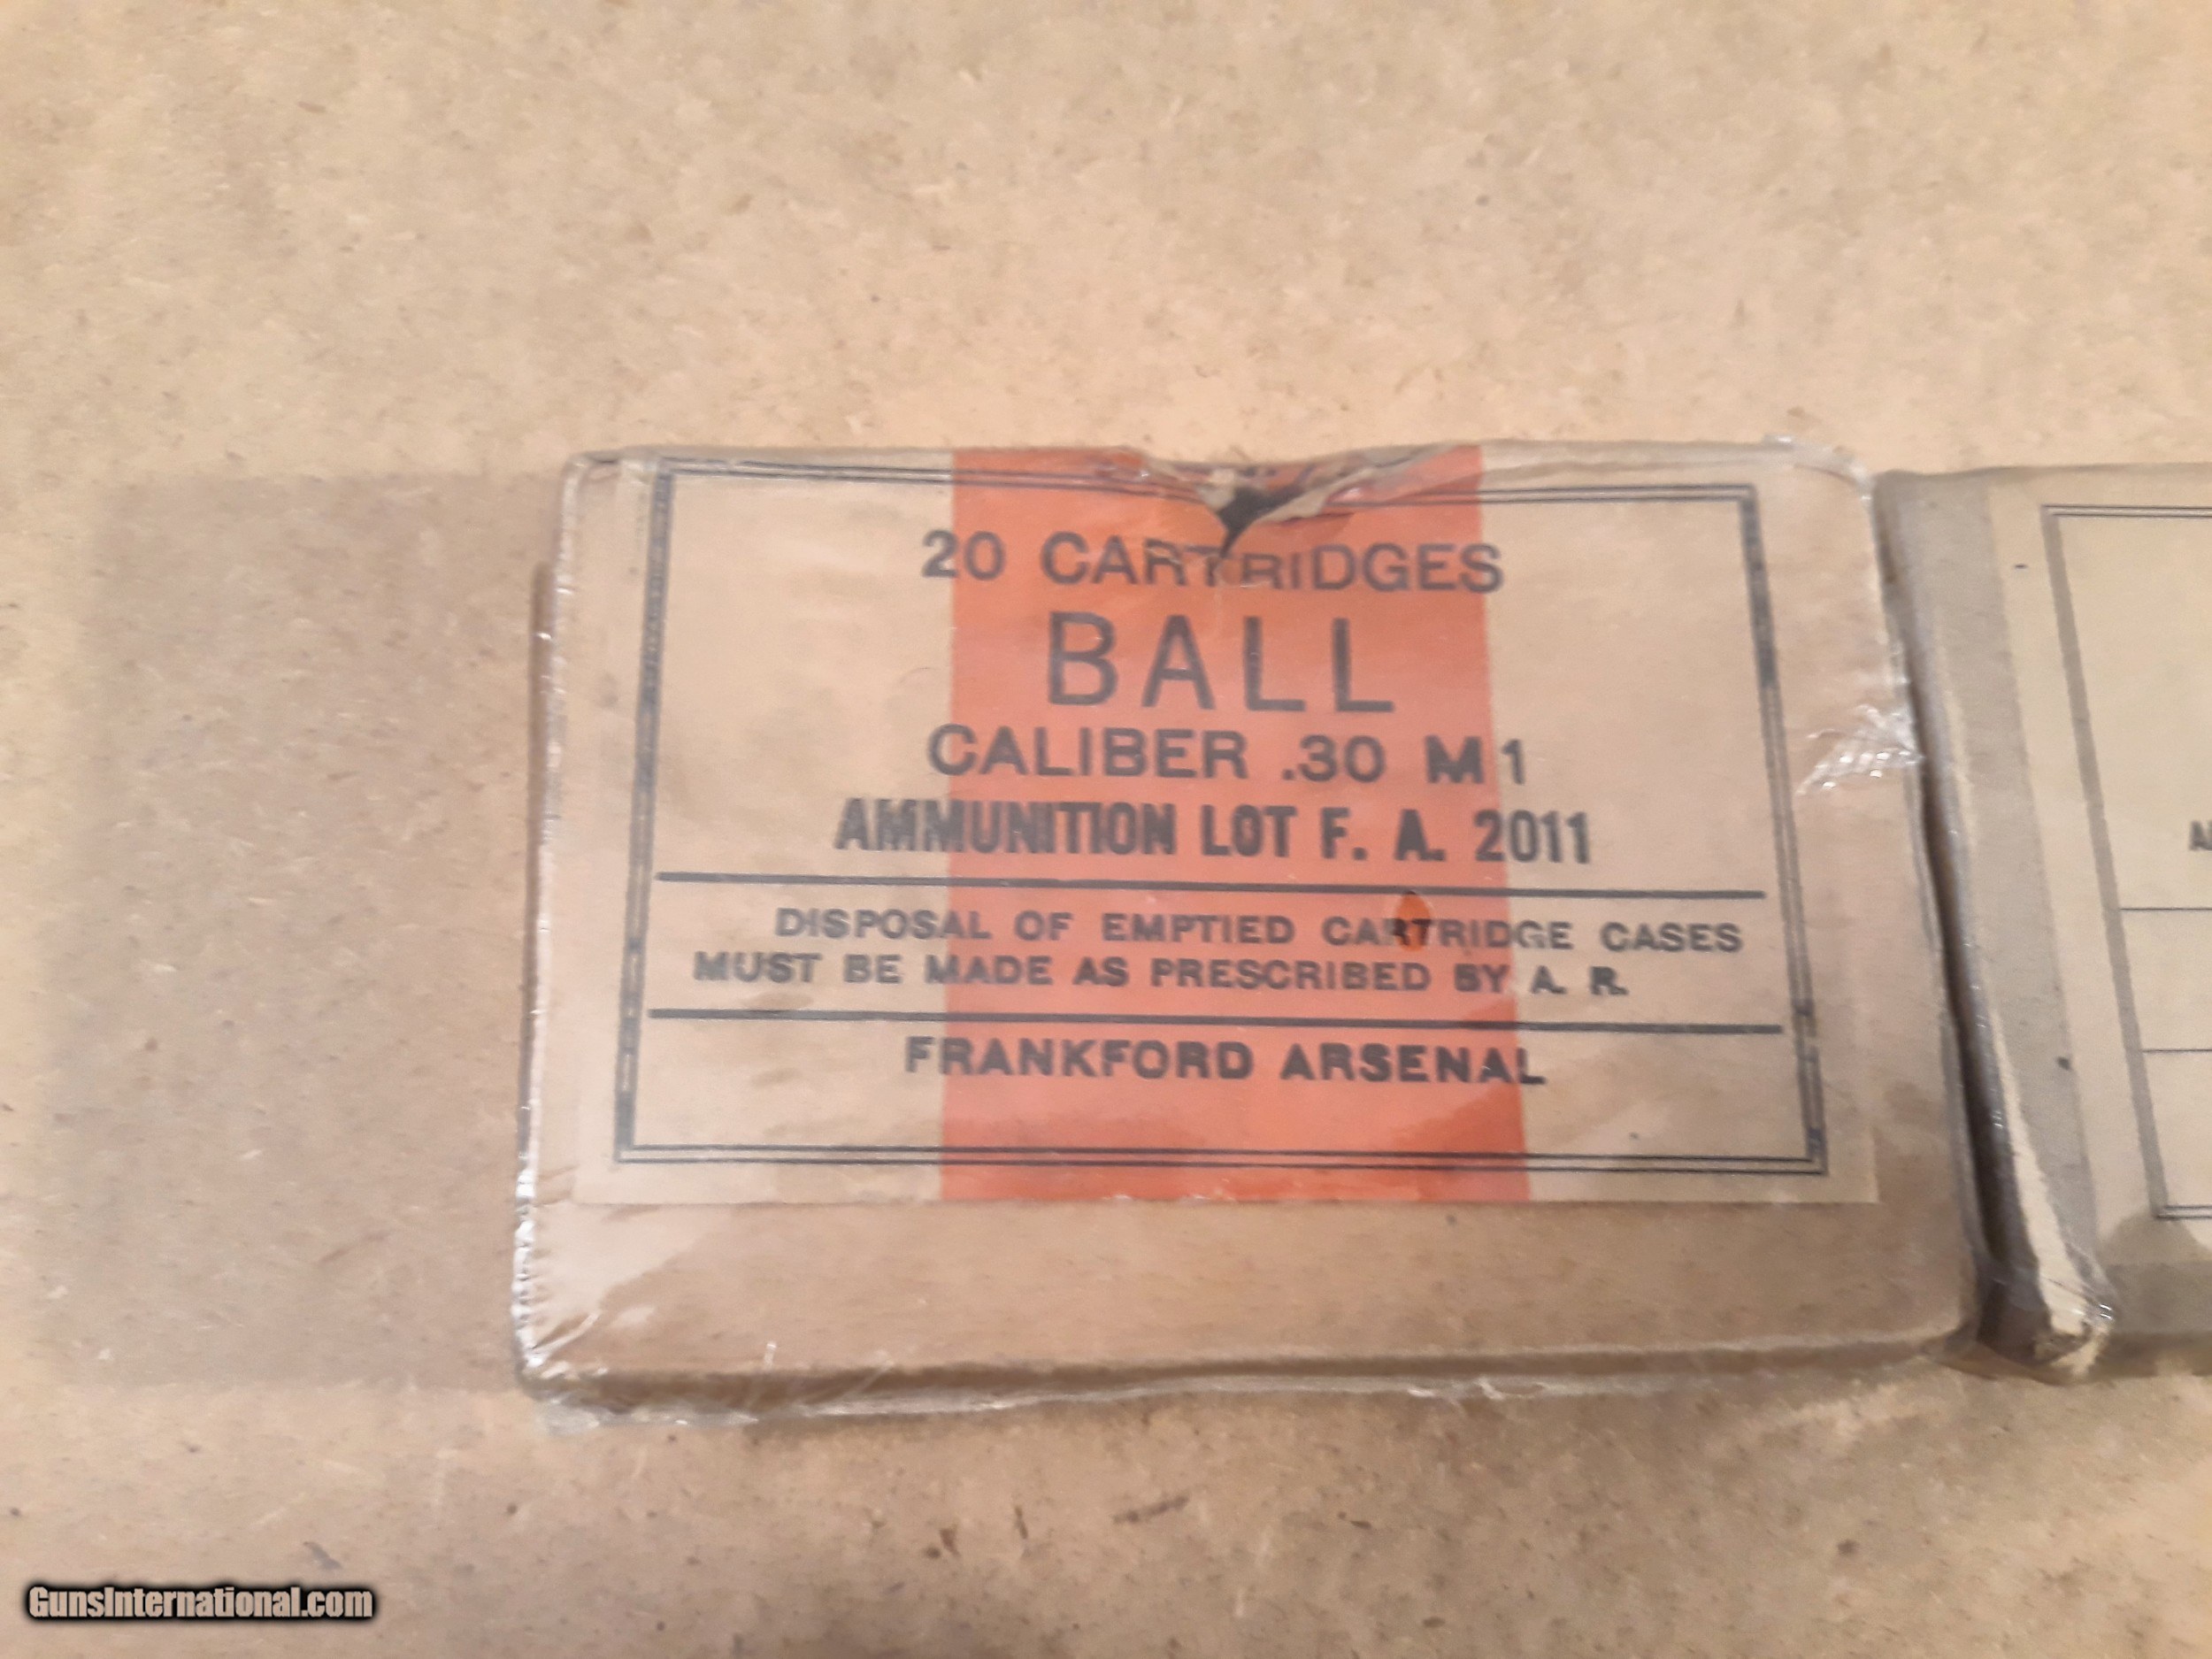 20 CARTRIDGES
BALL
CALIBER .30 M1
AMMUNITION LOT F. A. 2011
DISPOSAL OF EMPTIED CARTRIDGE CASES
MUST BE MADE AS PRESCRIBED BY A. R.
FRANKFORD ARSENAL
GunsInternational.com